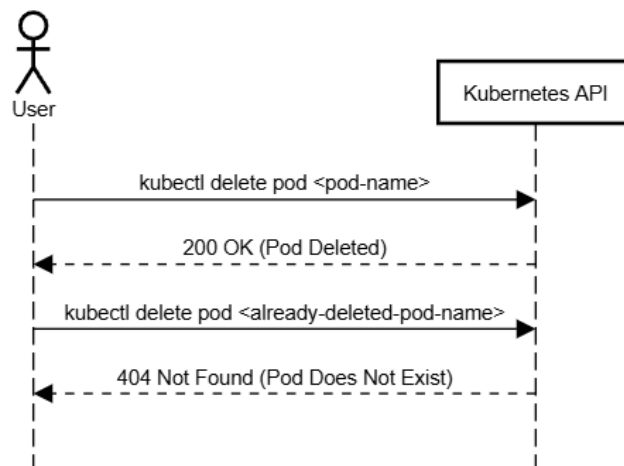 User
Kubernetes API
kubectl delete pod <pod-name>
200 OK (Pod Deleted)
kubectl delete pod <already-deleted-pod-name>
404 Not Found (Pod Does Not Exist)